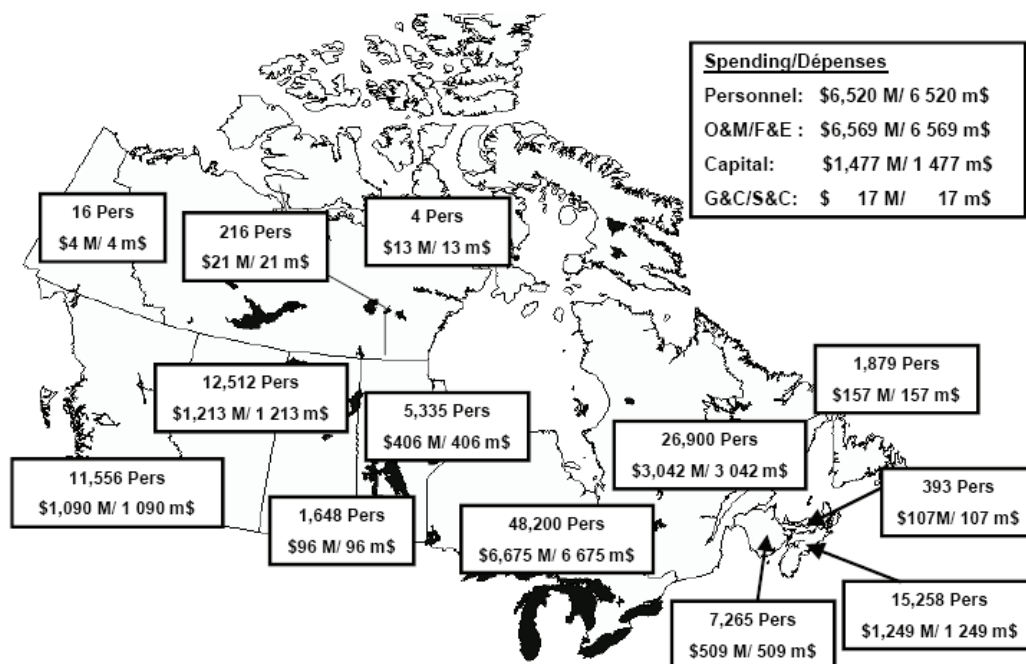 Spending/Dépenses
Personnel: $6,520 M/ 6 520 m$
O&M/F&E : $6,569 M/ 6 569 m$
Capital: $1,477 M/ 1 477 m$
G&C/S&C: $ 17 M/ 17 m$
16 Pers
$4 M/ 4 m$
216 Pers
$21 M/ 21 m$
4 Pers
$13 M/ 13 m$
12,512 Pers
$1,213 M/ 1 213 m$
5,335 Pers
$406 M/ 406 m$
1,879 Pers
$157 M/ 157 m$
26,900 Pers
$3,042 M/ 3 042 m$
11,556 Pers
$1,090 M/ 1 090 m$
1,648 Pers
$96 M/ 96 m$
48,200 Pers
$6,675 M/ 6 675 m$
393 Pers
$107M/ 107 m$
7,265 Pers
$509 M/ 509 m$
15,258 Pers
$1,249 M/ 1 249 m$